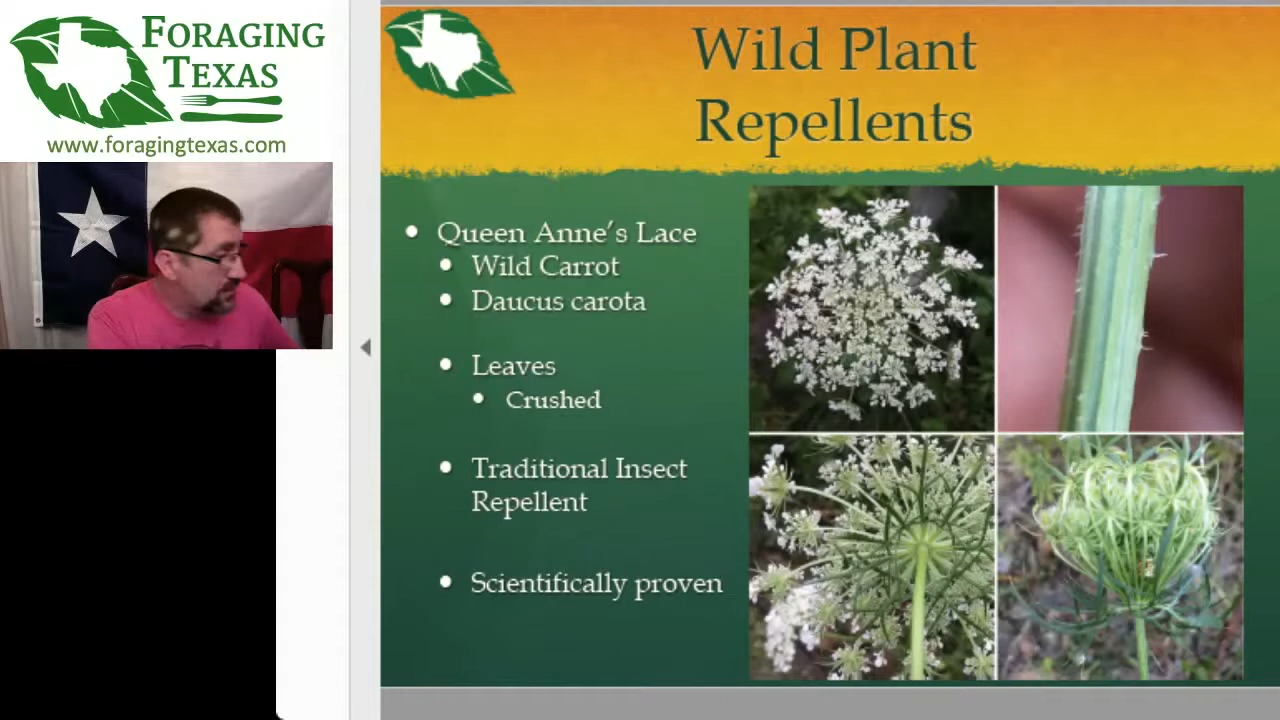 FORAGING
TEXAS
www.foragingtexas.com
Wild Plant
Repellents
Queen Anne's Lace
Wild Carrot
Daucus carota
Leaves
Crushed
Traditional Insect
Repellent
Scientifically proven